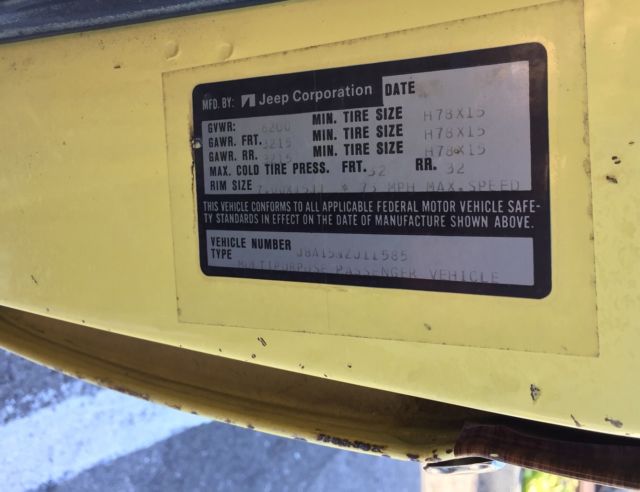 MFD. BY: Jeep Corporation DATE
GVWR: 6200 MIN. TIRE SIZE H78X15
GAWR. FRT. 3215 MIN. TIRE SIZE H78X15
GAWR. RR. 3215 MIN. TIRE SIZE H78X15
MAX. COLD TIRE PRESS. FRT. 32 RR. 32
RIM SIZE * 75 MPH MAX.SPEED
THIS VEHICLE CONFORMS TO ALL APPLICABLE FEDERAL MOTOR VEHICLE SAFE-
TY STANDARDS IN EFFECT ON THE DATE OF MANUFACTURE SHOWN ABOVE.
VEHICLE NUMBER
TYPE
MULTIPURPOSE PASSENGER VEHICLE